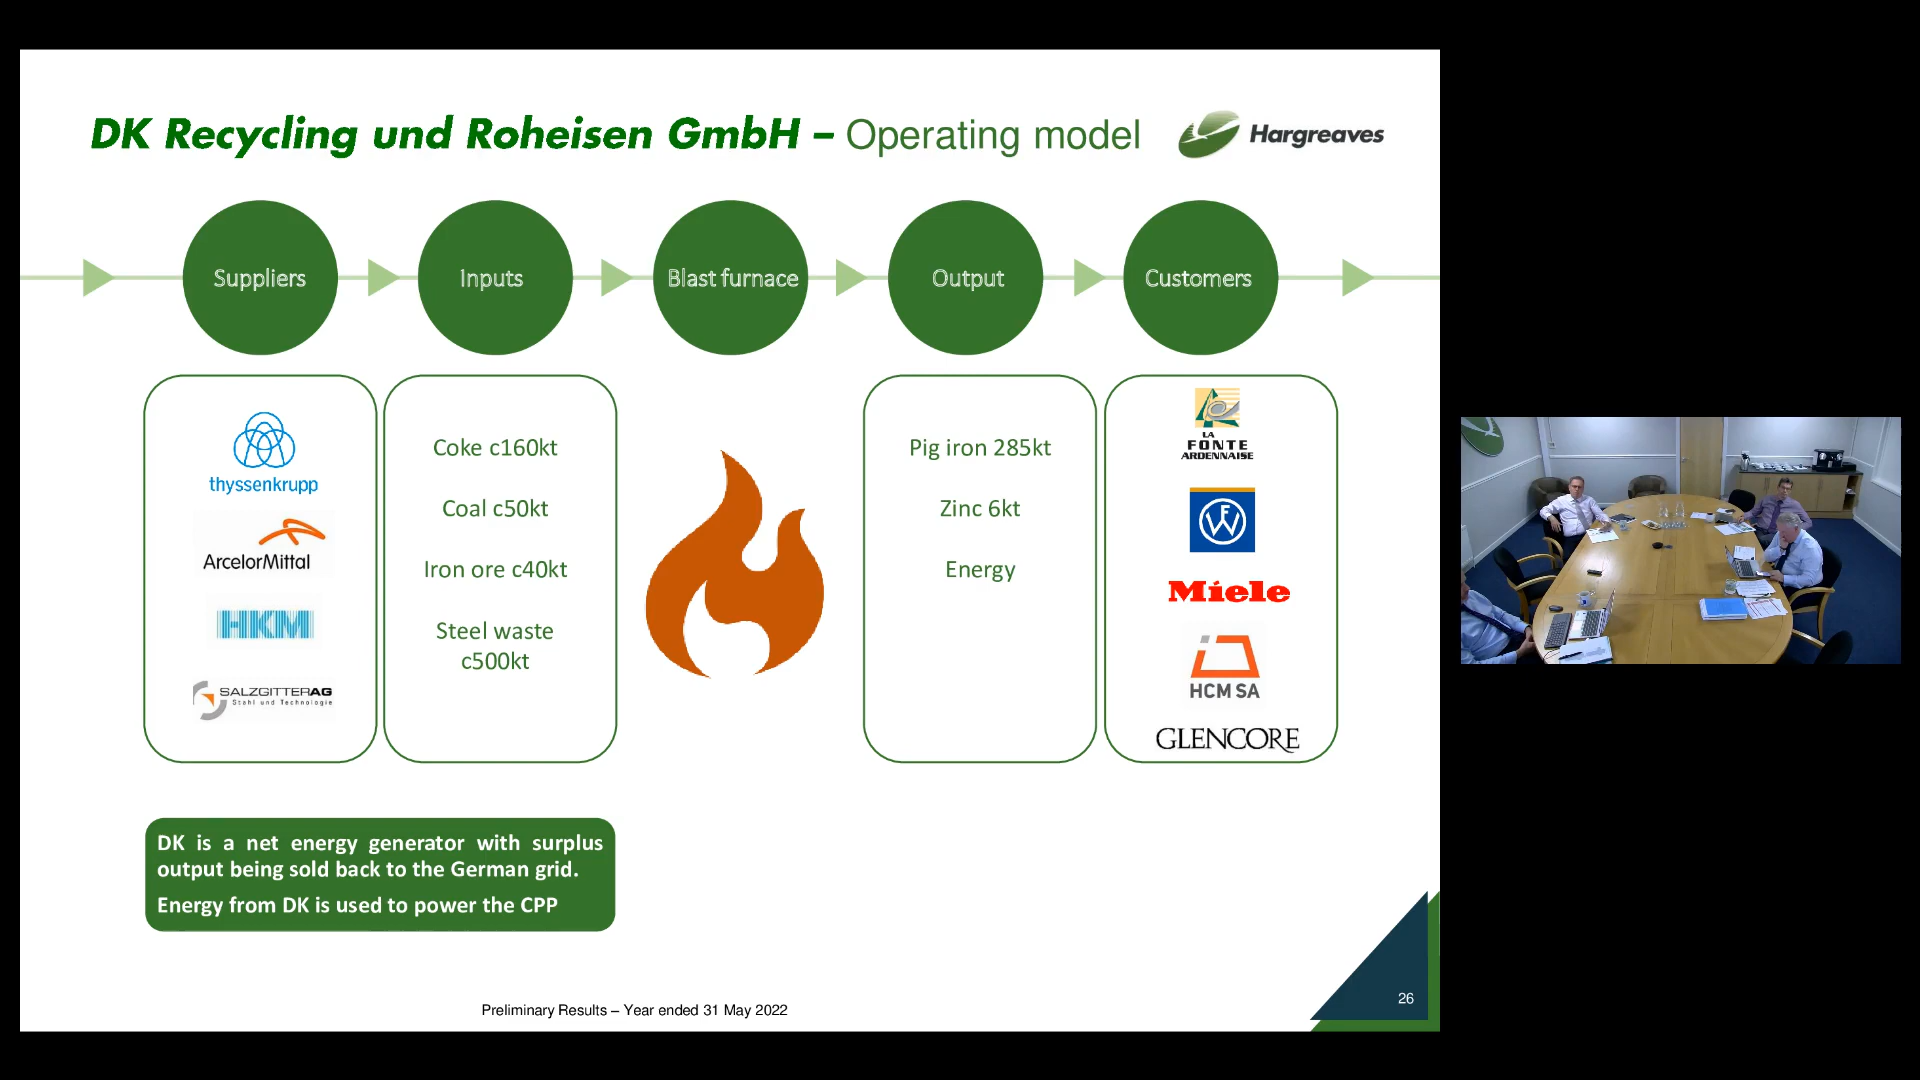 DK Recycling und Roheisen GmbH – Operating model
Hargreaves
Suppliers
Inputs
Blast furnace
Output
Customers
thyssenkrupp
ArcelorMittal
HKM
SALZGITTERAG
Stahl und Technologie
Coke c160kt
Coal c50kt
Iron ore c40kt
Steel waste
c500kt
Pig iron 285kt
Zinc 6kt
Energy
LA
FONTE
ARDENNAISE
FW
Miele
HCM SA
GLENCORE
DK is a net energy generator with surplus
output being sold back to the German grid.
Energy from DK is used to power the CPP
Preliminary Results – Year ended 31 May 2022
26